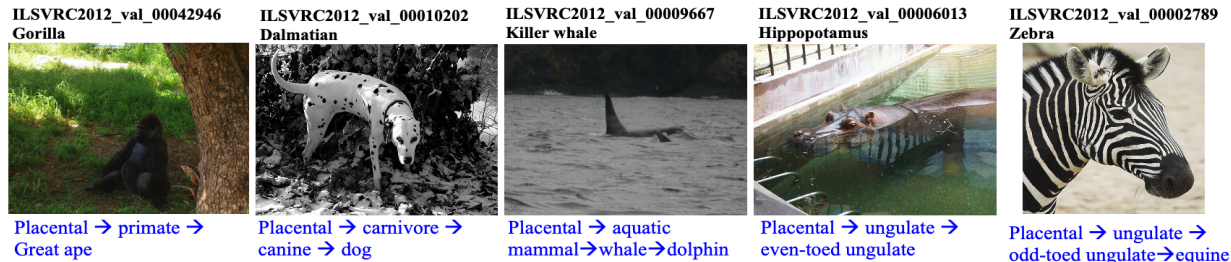 ILSVRC2012_val_00042946
Gorilla
Placental → primate →
Great ape
ILSVRC2012_val_00010202
Dalmatian
Placental → carnivore →
canine → dog
ILSVRC2012_val_00009667
Killer whale
Placental → aquatic
mammal→whale→dolphin
ILSVRC2012_val_00006013
Hippopotamus
Placental → ungulate →
even-toed ungulate
ILSVRC2012_val_00002789
Zebra
Placental → ungulate →
odd-toed ungulate→equine